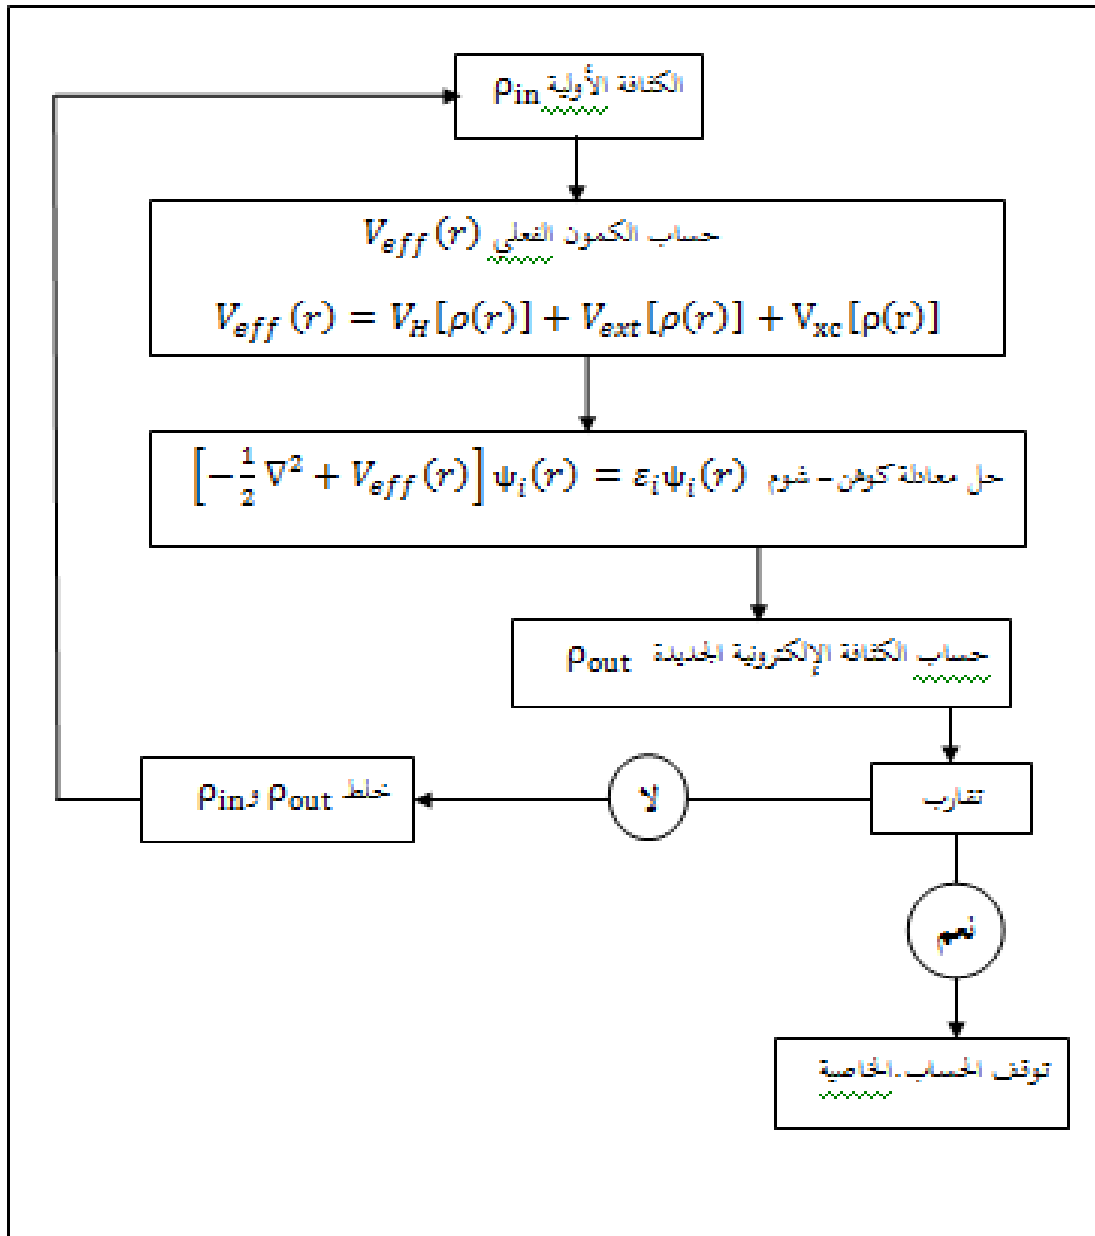 الكثافة الأولية ρin
حساب الكمون الفعلي Veff(r)
Veff(r) = VH[ρ(r)] + Vext[ρ(r)] + Vxc[ρ(r)]
حل معادلة كوهن – شوم [−½∇² + Veff(r)]ψi(r) = εiψi(r)
حساب الكثافة الإلكترونية الجديدة ρout
خلط ρout و ρin
لا
تقارب
نعم
توقف الحساب-الخاصية